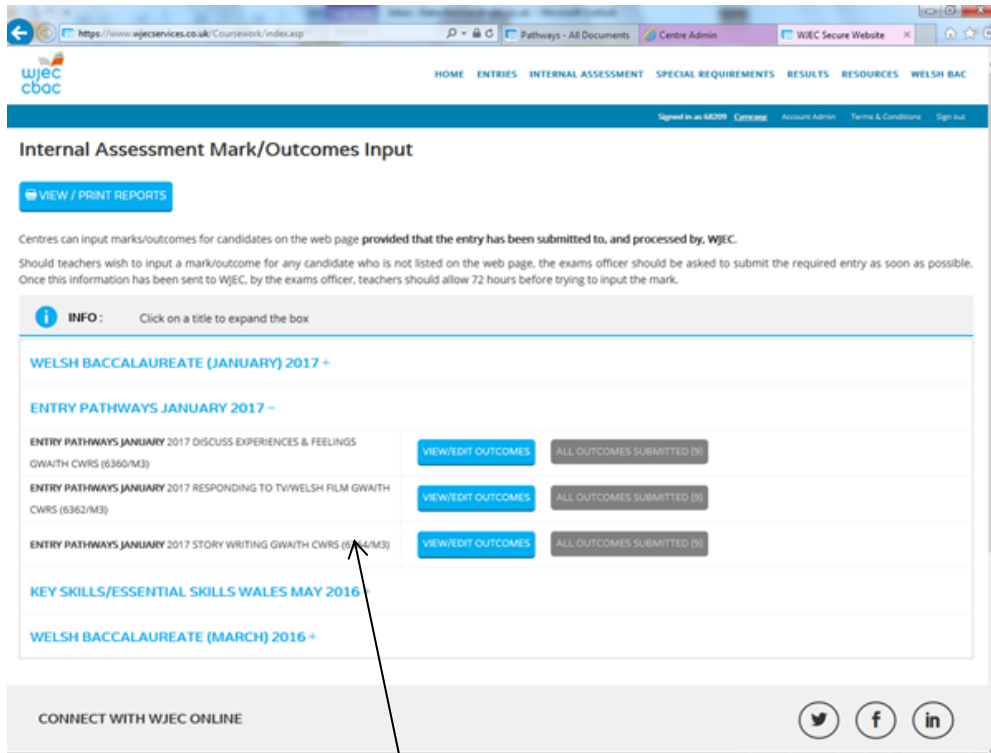 https://www.wjecservices.co.uk/Coursework/index.asp
Pathways - All Documents
Centre Admin
WJEC Secure Website
wjec
cbac
HOME ENTRIES INTERNAL ASSESSMENT SPECIAL REQUIREMENTS RESULTS RESOURCES WELSH BAC
Signed in as 68209 Cymraeg Account Admin Terms & Conditions Sign out
Internal Assessment Mark/Outcomes Input
VIEW / PRINT REPORTS
Centres can input marks/outcomes for candidates on the web page provided that the entry has been submitted to, and processed by, WJEC.
Should teachers wish to input a mark/outcome for any candidate who is not listed on the web page, the exams officer should be asked to submit the required entry as soon as possible.
Once this information has been sent to WJEC, by the exams officer, teachers should allow 72 hours before trying to input the mark.
INFO: Click on a title to expand the box
WELSH BACCALAUREATE (JANUARY) 2017 +
ENTRY PATHWAYS JANUARY 2017 −
ENTRY PATHWAYS JANUARY 2017 DISCUSS EXPERIENCES & FEELINGS
GWAITH CWRS (6360/M3)
VIEW/EDIT OUTCOMES ALL OUTCOMES SUBMITTED (9)
ENTRY PATHWAYS JANUARY 2017 RESPONDING TO TV/WELSH FILM GWAITH
CWRS (6362/M3)
VIEW/EDIT OUTCOMES ALL OUTCOMES SUBMITTED (9)
ENTRY PATHWAYS JANUARY 2017 STORY WRITING GWAITH CWRS
VIEW/EDIT OUTCOMES ALL OUTCOMES SUBMITTED (9)
KEY SKILLS/ESSENTIAL SKILLS WALES MAY 2016 +
WELSH BACCALAUREATE (MARCH) 2016 +
CONNECT WITH WJEC ONLINE